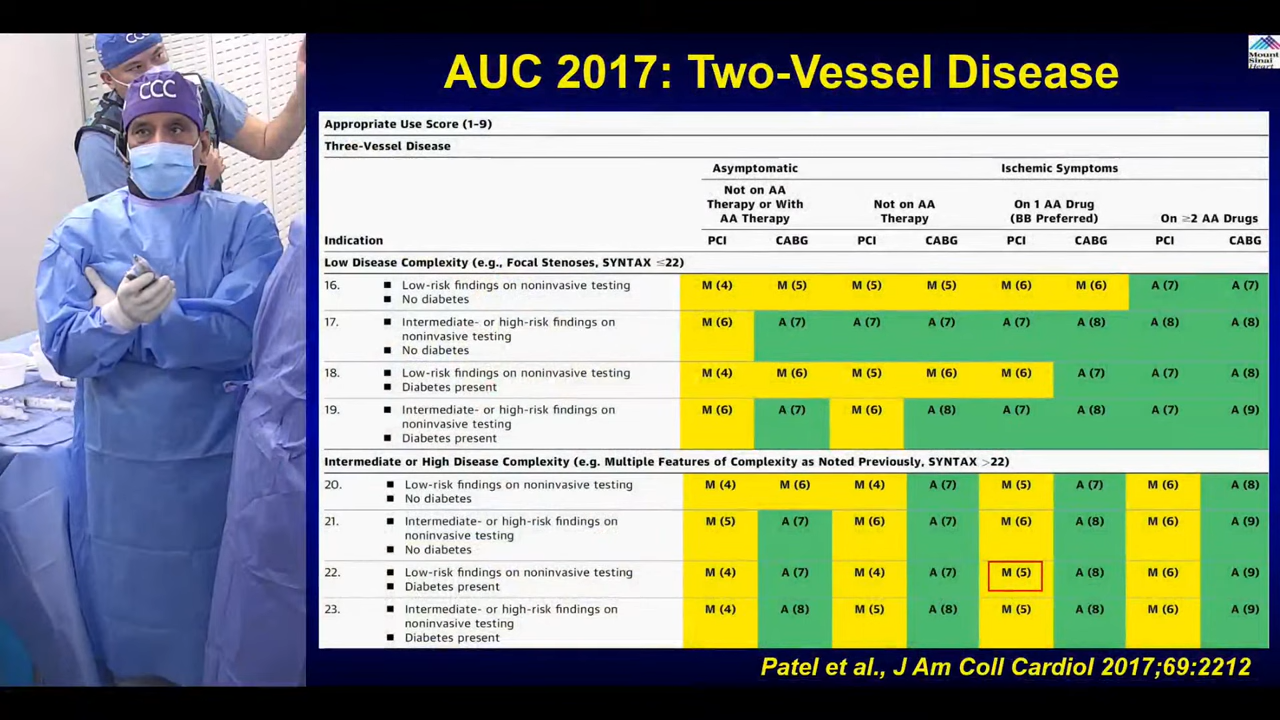 AUC 2017: Two-Vessel Disease
Mount
Sinai
Heart
CCC
Appropriate Use Score (1-9)
Three-Vessel Disease
Asymptomatic Ischemic Symptoms
Not on AA Therapy or With AA Therapy Not on AA Therapy On 1 AA Drug (BB Preferred) On ≥2 AA Drugs
Indication PCI CABG PCI CABG PCI CABG PCI CABG
Low Disease Complexity (e.g., Focal Stenoses, SYNTAX ≤22)
16. ■ Low-risk findings on noninvasive testing M (4) M (5) M (5) M (5) M (6) M (6) A (7) A (7)
■ No diabetes
17. ■ Intermediate- or high-risk findings on M (6) A (7) A (7) A (7) A (7) A (8) A (8) A (8)
noninvasive testing
■ No diabetes
18. ■ Low-risk findings on noninvasive testing M (4) M (6) M (5) M (6) M (6) A (7) A (7) A (8)
■ Diabetes present
19. ■ Intermediate- or high-risk findings on M (6) A (7) M (6) A (8) A (7) A (8) A (7) A (9)
noninvasive testing
■ Diabetes present
Intermediate or High Disease Complexity (e.g. Multiple Features of Complexity as Noted Previously, SYNTAX >22)
20. ■ Low-risk findings on noninvasive testing M (4) M (6) M (4) A (7) M (5) A (7) M (6) A (8)
■ No diabetes
21. ■ Intermediate- or high-risk findings on M (5) A (7) M (6) A (7) M (6) A (8) M (6) A (9)
noninvasive testing
■ No diabetes
22. ■ Low-risk findings on noninvasive testing M (4) A (7) M (4) A (7) M (5) A (8) M (6) A (9)
■ Diabetes present
23. ■ Intermediate- or high-risk findings on M (4) A (8) M (5) A (8) M (5) A (8) M (6) A (9)
noninvasive testing
■ Diabetes present
Patel et al., J Am Coll Cardiol 2017;69:2212